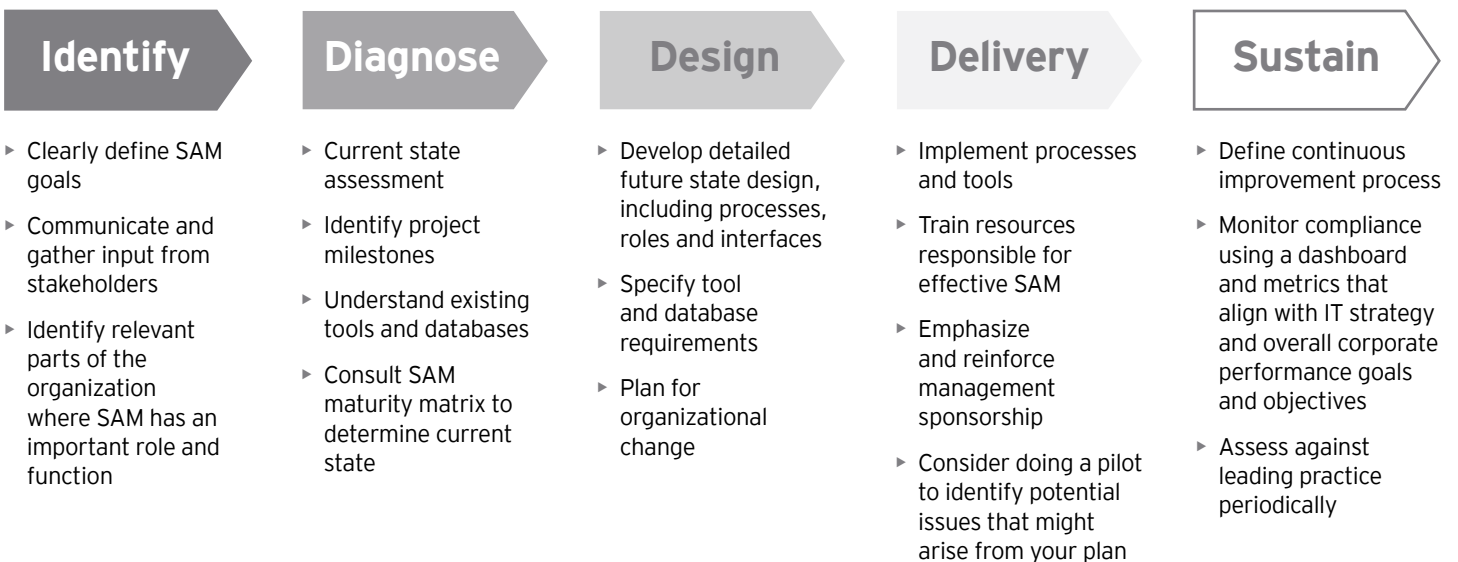 Identify
Clearly define SAM
goals
Communicate and
gather input from
stakeholders
Identify relevant
parts of the
organization
where SAM has an
important role and
function
Diagnose
Current state
assessment
Identify project
milestones
Understand existing
tools and databases
Consult SAM
maturity matrix to
determine current
state
Design
Develop detailed
future state design,
including processes,
roles and interfaces
Specify tool
and database
requirements
Plan for
organizational
change
Delivery
Implement processes
and tools
Train resources
responsible for
effective SAM
Emphasize
and reinforce
management
sponsorship
Consider doing a pilot
to identify potential
issues that might
arise from your plan
Sustain
Define continuous
improvement process
Monitor compliance
using a dashboard
and metrics that
align with IT strategy
and overall corporate
performance goals
and objectives
Assess against
leading practice
periodically